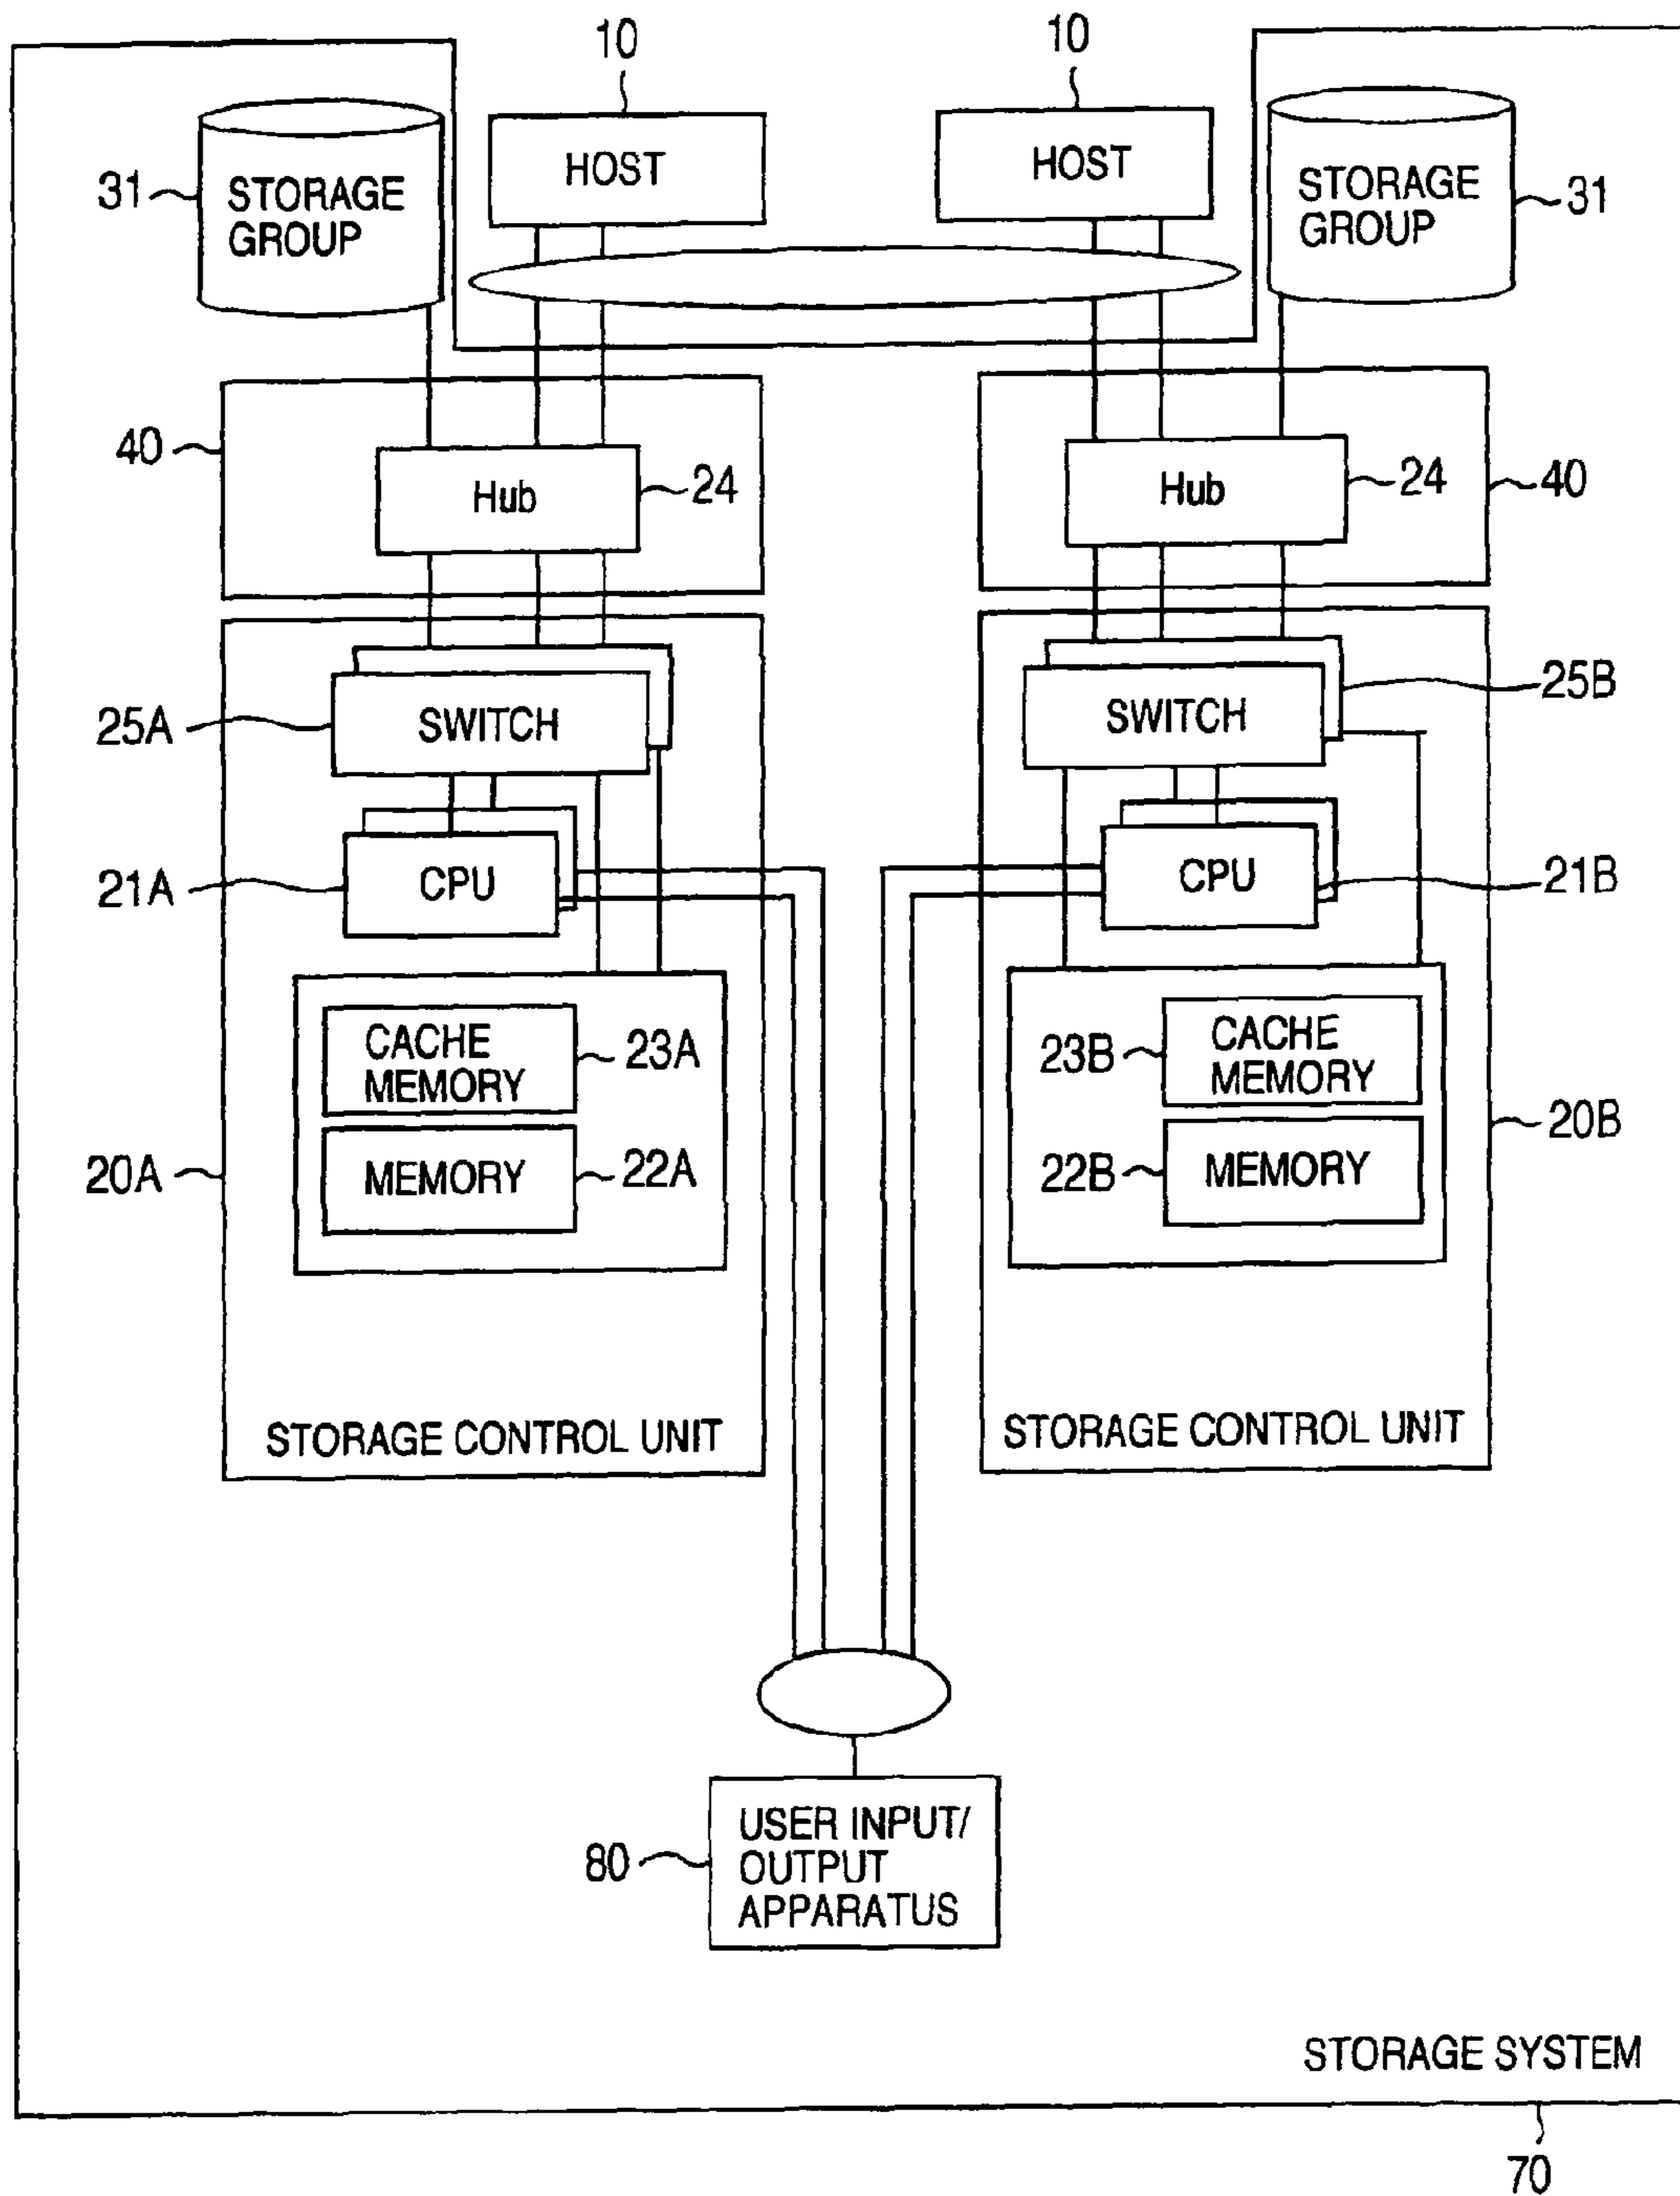 10
10
HOST
HOST
31
STORAGE
GROUP
STORAGE
GROUP
31
40
Hub
24
Hub
24
40
25A
SWITCH
SWITCH
25B
21A
CPU
CPU
21B
CACHE
MEMORY
23A
23B
CACHE
MEMORY
20A
MEMORY
22A
22B
MEMORY
20B
STORAGE CONTROL UNIT
STORAGE CONTROL UNIT
80
USER INPUT/
OUTPUT
APPARATUS
STORAGE SYSTEM
70